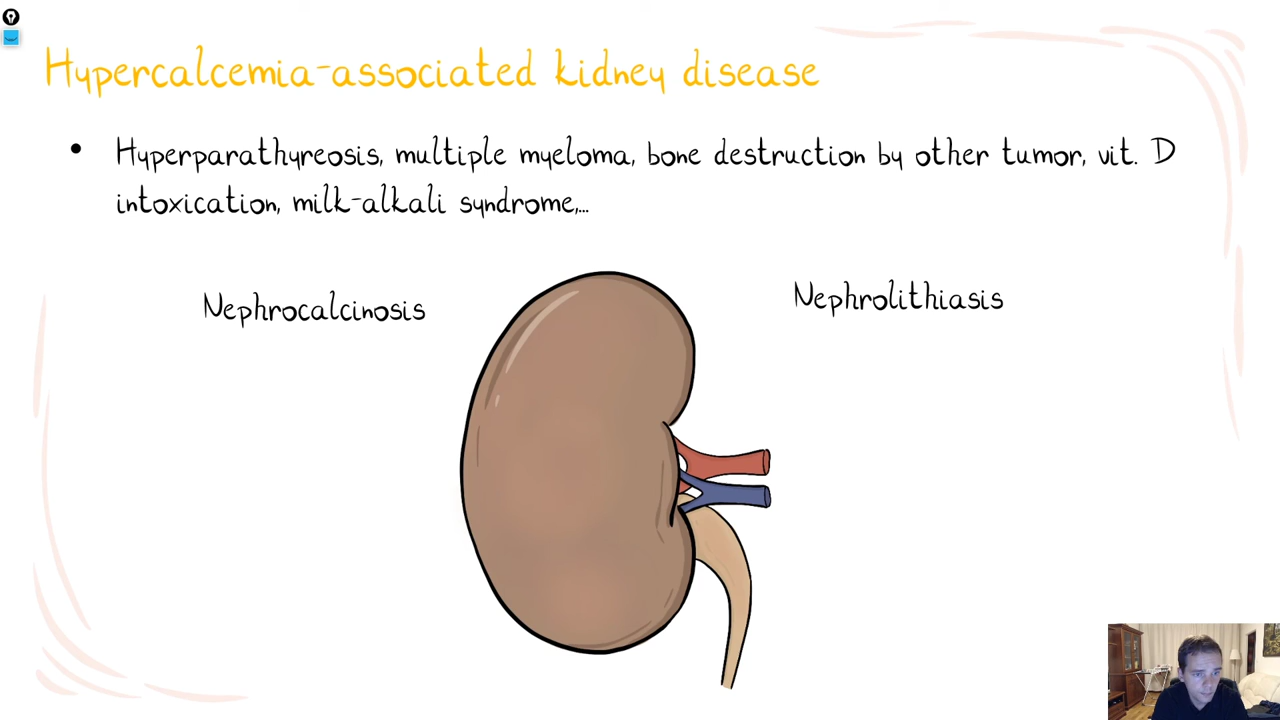 Hypercalcemia-associated kidney disease
• Hyperparathyreosis, multiple myeloma, bone destruction by other tumor, vit. D
intoxication, milk-alkali syndrome,...
Nephrocalcinosis
Nephrolithiasis